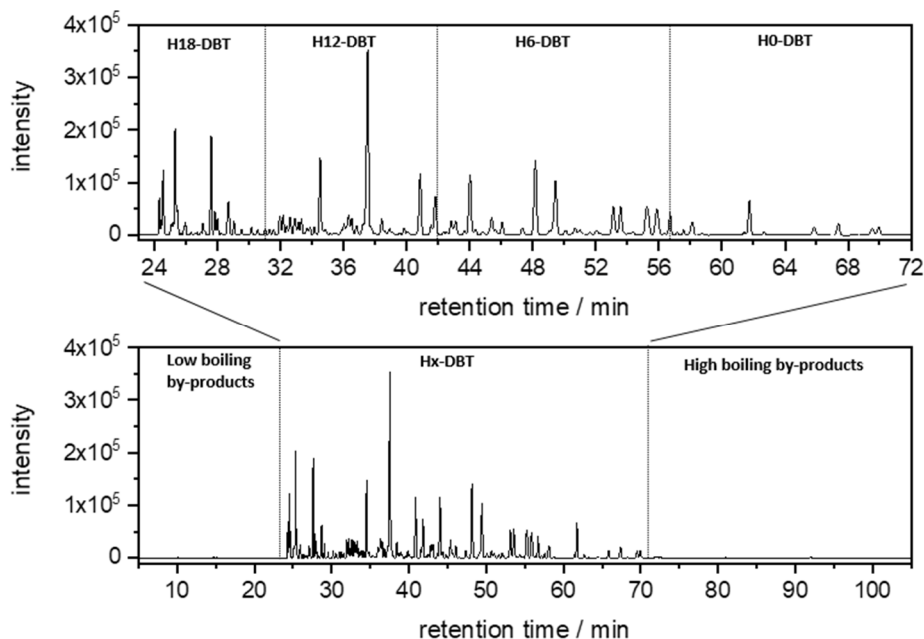 4x10⁵
H18-DBT H12-DBT H6-DBT H0-DBT
3x10⁵
intensity
2x10⁵
1x10⁵
0
24 28 32 36 40 44 48 52 56 60 64 68 72
retention time / min
4x10⁵
Low boiling Hx-DBT High boiling by-products
by-products
3x10⁵
intensity
2x10⁵
1x10⁵
0
10 20 30 40 50 60 70 80 90 100
retention time / min